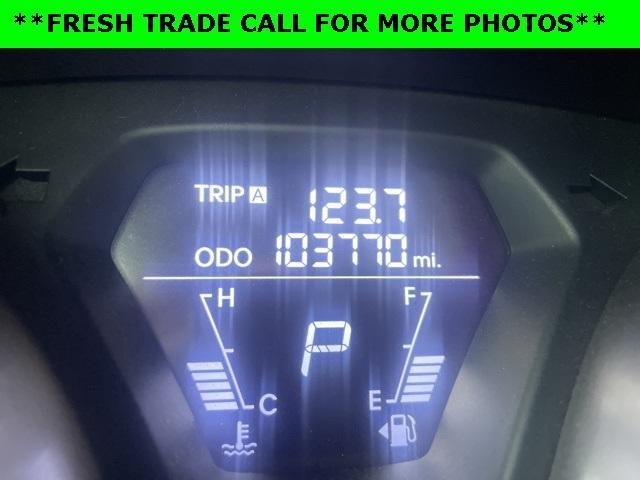 **FRESH TRADE CALL FOR MORE PHOTOS**
TRIP A 123.7
ODO 103770 mi.
H F
P
C E